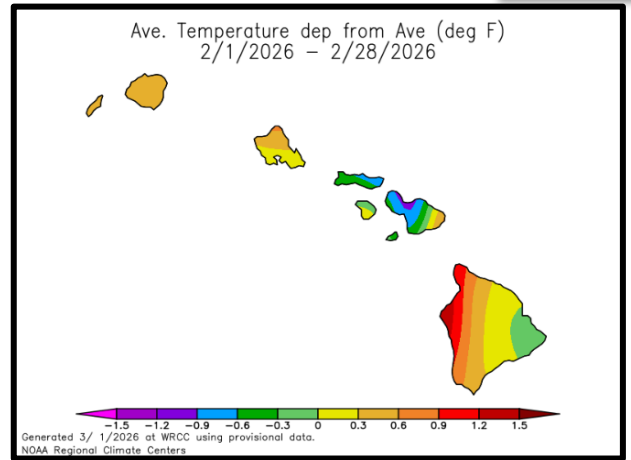 Ave. Temperature dep from Ave (deg F)
2/1/2026 – 2/28/2026
-1.5 -1.2 -0.9 -0.6 -0.3 0 0.3 0.6 0.9 1.2 1.5
Generated 3/ 1/2026 at WRCC using provisional data.
NOAA Regional Climate Centers